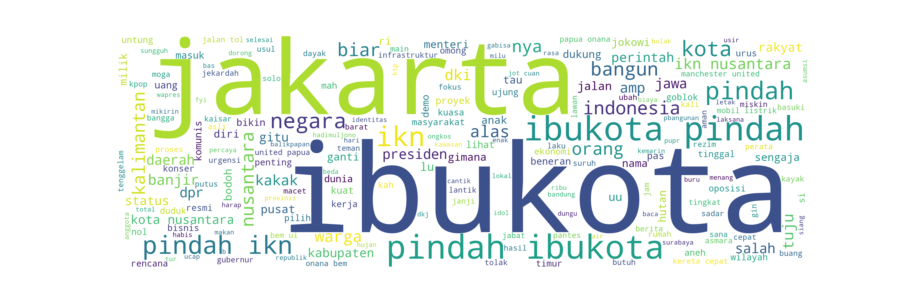 untung jalan tol selesai usul ri menteri nya papua onana jokowi kota usir
sungguh masuk dorong dayak biar main omong gabisa dukung bulak urus rakyat
milik bas infrastruktur milu rasa perintah ikn nusantara
jakarta
moga uang jekardah solo mah dki tau jot cuan bangun manchester united asumsi
kpop wapres fokus ujung jalan amp jawa pindah
bangga mikirin fyi negara demo proyek kuasa indonesia goblok letak miskin
komunis kaisar bikin identitas masyarakat anak mobil listrik basuki
kalimantan diri gitu hadimuljono barat ikn alas ibukota pindah
proses percaya balikpapan hari ongkos kawasan enak laku orang pupr rezim perata
tenggelam daerah urgensi united papua teman lihat ekonomi kemarin tinggal sengaja
konser penting ganti presiden gimana beneran suruh pas
nusantara beda lu nama
ibukota
banjir harap dunia kuat kah cantik lokal ribu jam buru menang kayak
status dpr putus bodoh kakak macet lantik bandung hutan oposisi
duduk resmi kerja janji uu tingkat si
anggota total kota nusantara pusat pilih dkj idol dungu baca sadar gin tuju
nol bisnis habis makan warga ben ui hujan jabat pantes berita sana cepat siang
pindah ikn kabupaten pindah ibukota hasil rumah surabaya asmara salah
rencana tur ucap gubernur republik onana bem tolak timur butuh aneh kereta cepat wilayah buang